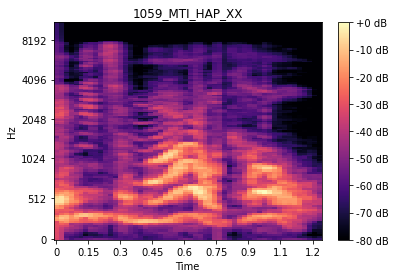 1059_MTI_HAP_XX
8192
4096
2048
1024
512
0
Hz
0 0.15 0.3 0.45 0.6 0.75 0.9 1.1 1.2
Time
+0 dB
-10 dB
-20 dB
-30 dB
-40 dB
-50 dB
-60 dB
-70 dB
-80 dB